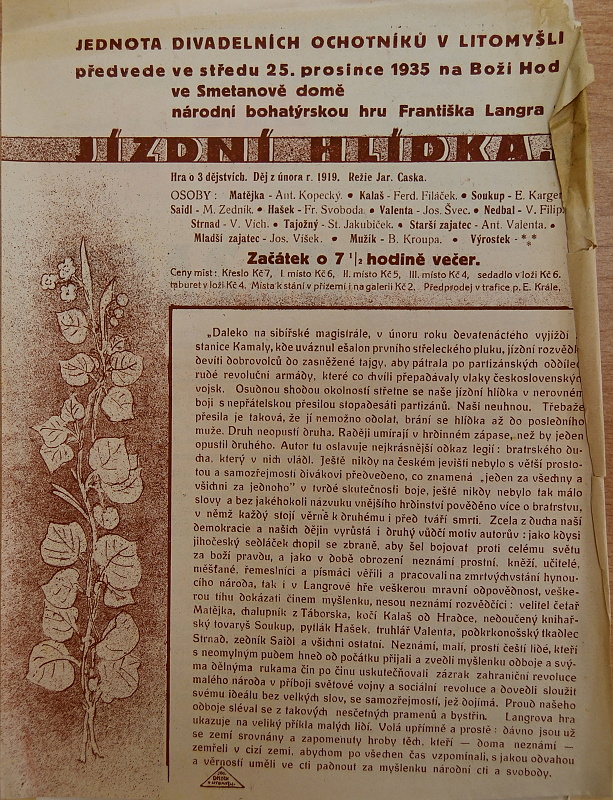 JEDNOTA DIVADELNÍCH OCHOTNÍKŮ V LITOMYŠLI
předvede ve středu 25. prosince 1935 na Boží Hod
ve Smetanově domě
národní bohatýrskou hru Františka Langra
JÍZDNÍ HLÍDKA.
Hra o 3 dějstvích. Děj z února r. 1919. Režie Jar. Caska.
OSOBY: Matějka - Ant. Kopecký. • Kalaš - Ferd. Filáček. • Soukup - E. Karger
Saidl - M. Zedník. • Hašek - Fr. Svoboda. • Valenta - Jos. Švec. • Nedbal - V. Filip
Strnad - V. Vích. • Tajožný - St. Jakubíček. • Starší zajatec - Ant. Valenta. •
Mladší zajatec - Jos. Víšek. • Mužík - B. Kroupa. • Výrostek - ***
Začátek o 7 1/2 hodině večer.
Ceny míst: Křeslo Kč 7, I místo Kč 6, II. místo Kč 5, III. místo Kč 4, sedadlo v loži Kč 6.
taburet v loži Kč 4. Místa k stání v přízemí i na galerii Kč 2. Předprodej v trafice p. E. Krále.
„Daleko na sibiřské magistrále, v únoru roku devatenáctého vyjíždí
stanice Kamaly, kde uváznul ešalon prvního střeleckého pluku, jízdní rozvědk
devíti dobrovolců do zasněžené tajgy, aby pátrala po partizánských oddílec
rudé revoluční armády, které co chvíli přepadávaly vlaky československých
vojsk. Osudnou shodou okolností střetne se naše jízdní hlídka v nerovném
boji s nepřátelskou přesilou stopadesáti partizánů. Naši neuhnou. Třebaže
přesila je taková, že jí nemožno odolat, brání se hlídka až do posledního
muže. Druh neopustí druha. Raději umírají v hrdinném zápase, než by jeden
opustil druhého. Autor tu oslavuje nejkrásnější odkaz legií: bratrského du-
cha, který v nich vládl. Ještě nikdy na českém jevišti nebylo s větší prosto-
tou a samozřejmostí divákovi předvedeno, co znamená „jeden za všechny a
všichni za jednoho" v tvrdé skutečnosti boje, ještě nikdy nebylo tak málo
slovy a bez jakéhokoli názvuku vnějšího hrdinství pověděno více o bratrstvu,
v němž každý stojí věrně k druhému i před tváří smrti. Zcela z ducha naší
demokracie a našich dějin vyrůstá i druhý vůdčí motiv autorův: jako kdysi
jihočeský sedláček chopil se zbraně, aby šel bojovat proti celému světu
za boží pravdu, a jako v době obrození neznámí prostní. kněží, učitelé,
měšťané, řemeslníci a písmáci věřili a pracovali na zmrtvýchvstání hynou-
cího národa, tak i v Langrově hře veškerou mravní odpovědnost, veške-
rou tíhu dokázati činem myšlenku, nesou neznámí rozvědčíci: velitel četař
Matějka, chalupník z Táborska, kočí Kalaš od Hradce, nedoučený knihař-
ský tovaryš Soukup, pytlák Hašek, truhlář Valenta, podkrkonošský tkadlec
Strnad, zedník Saidl a všichni ostatní. Neznámí, malí, prostí čeští lidé, kteří
s neomylným pudem hned od počátku přijali a zvedli myšlenku odboje a svý-
ma dělnýma rukama čin po činu uskutečňovali zázrak zahraniční revoluce
malého národa v příboji světové vojny a sociální revoluce a dovedli sloužit
svému ideálu bez velkých slov, se samozřejmostí, jež dojímá. Proud našeho
odboje sléval se z takových nesčetných pramenů a bystřin. Langrova hra
ukazuje na veliký příkla malých lidí. Volá upřímně a prostě: dávno jsou už
se zemí srovnány a zapomenuty hroby těch, kteří — doma neznámí —
zemřeli v cizí zemi, abychom po všechen čas vzpomínali, s jakou odvahou
a věrností uměli ve cti padnout za myšlenku národní cti a svobody.